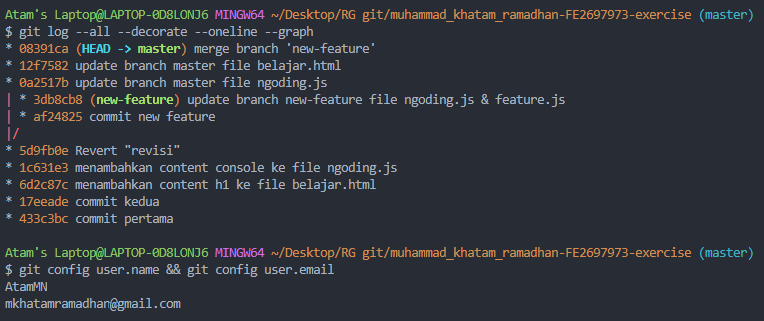 Atam's Laptop@LAPTOP-0D8LONJ6 MINGW64 ~/Desktop/RG git/muhammad_khatam_ramadhan-FE2697973-exercise (master)
$ git log --all --decorate --oneline --graph
* 08391ca (HEAD -> master) merge branch 'new-feature'
* 12f7582 update branch master file belajar.html
* 0a2517b update branch master file ngoding.js
| * 3db8cb8 (new-feature) update branch new-feature file ngoding.js & feature.js
| * af24825 commit new feature
|/
* 5d9fb0e Revert "revisi"
* 1c631e3 menambahkan content console ke file ngoding.js
* 6d2c87c menambahkan content h1 ke file belajar.html
* 17eeade commit kedua
* 433c3bc commit pertama
Atam's Laptop@LAPTOP-0D8LONJ6 MINGW64 ~/Desktop/RG git/muhammad_khatam_ramadhan-FE2697973-exercise (master)
$ git config user.name && git config user.email
AtamMN
mkhatamramadhan@gmail.com